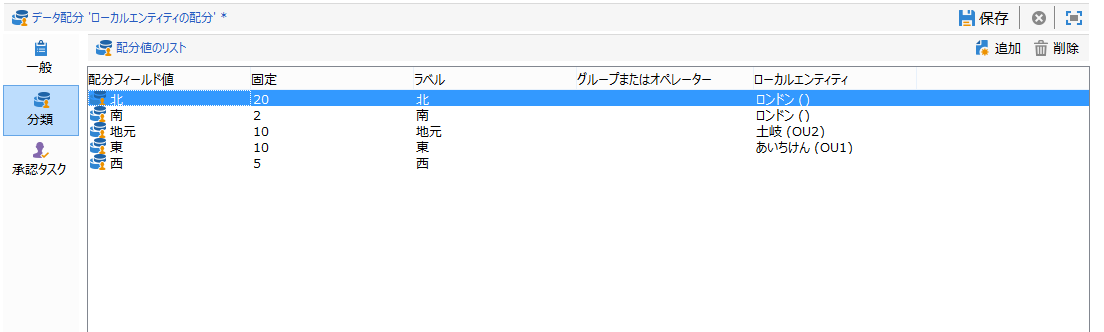 データ配分 'ローカルエンティティの配分' *
保存
一般
分類
承認タスク
配分値のリスト
追加 削除
配分フィールド値 固定 ラベル グループまたはオペレーター ローカルエンティティ
北 20 北 ロンドン ()
南 2 南 ロンドン ()
地元 10 地元 土岐 (OU2)
東 10 東 あいちけん (OU1)
西 5 西